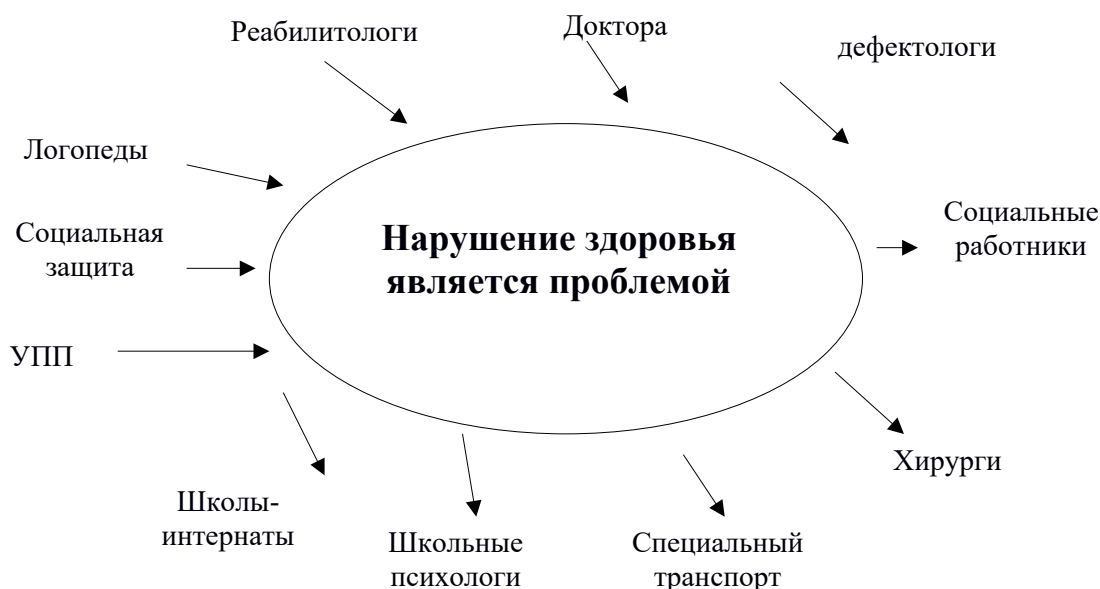 Реабилитологи
Доктора
дефектологи
Логопеды
Социальная
защита
Нарушение здоровья
является проблемой
Социальные
работники
УПП
Хирурги
Школы-
интернаты
Школьные
психологи
Специальный
транспорт